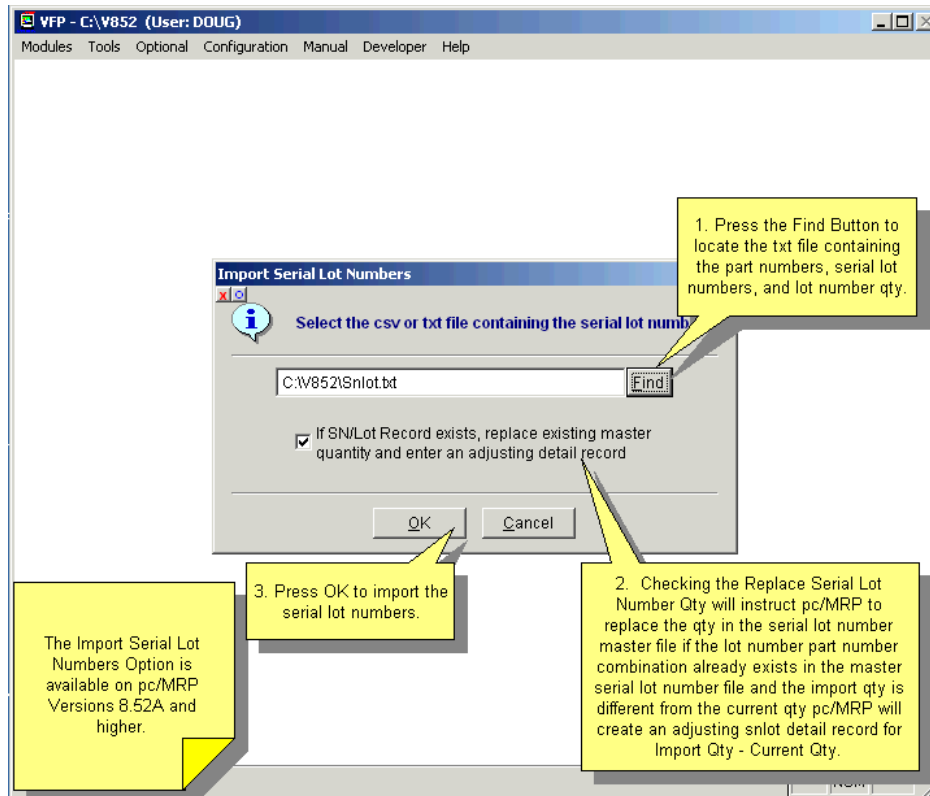 VFP - C:\V852 (User: DOUG)
Modules Tools Optional Configuration Manual Developer Help
1. Press the Find Button to
locate the txt file containing
the part numbers, serial lot
numbers, and lot number qty.
Import Serial Lot Numbers
Select the csv or txt file containing the serial lot numb
C:\V852\Snlot.txt
Find
If SN/Lot Record exists, replace existing master
quantity and enter an adjusting detail record
OK
Cancel
3. Press OK to import the
serial lot numbers.
2. Checking the Replace Serial Lot
Number Qty will instruct pc/MRP to
replace the qty in the serial lot number
master file if the lot number part number
combination already exists in the master
serial lot number file and the import qty is
different from the current qty pc/MRP will
create an adjusting snlot detail record for
Import Qty - Current Qty.
The Import Serial Lot
Numbers Option is
available on pc/MRP
Versions 8.52A and
higher.
NUM